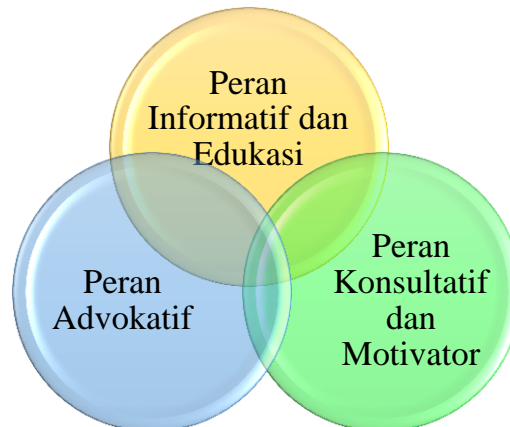 Peran
Informatif dan
Edukasi
Peran
Advokatif
Peran
Konsultatif
dan
Motivator